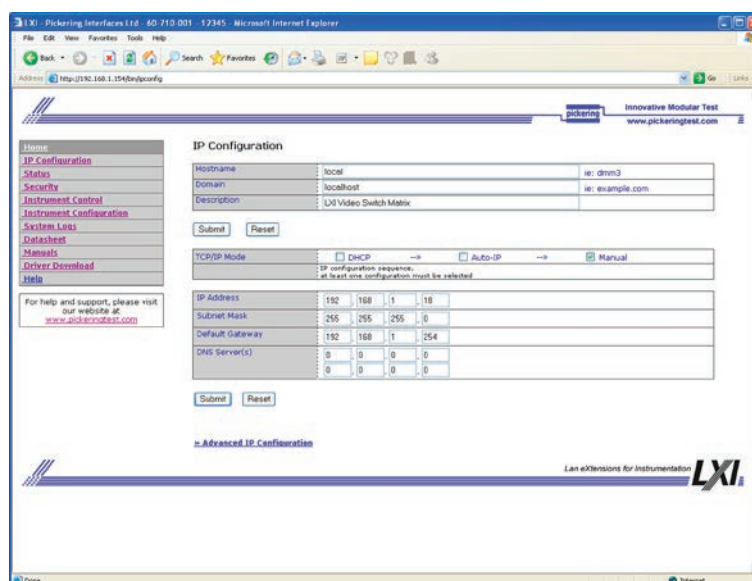 LXI - Pickering Interfaces Ltd - 60-710-001 - 12345 - Microsoft Internet Explorer
File Edit View Favorites Tools Help
Back Search Favorites
Address http://192.168.1.154/bin/ipconfig Go Links
pickering
Innovative Modular Test
www.pickeringtest.com
Home
IP Configuration
Status
Security
Instrument Control
Instrument Configuration
System Logs
Datasheet
Manuals
Driver Download
Help
For help and support, please visit
our website at:
www.pickeringtest.com
IP Configuration
Hostname local ie: dmm3
Domain localhost ie: example.com
Description LXI Video Switch Matrix
Submit Reset
TCP/IP Mode DHCP --> Auto-IP --> Manual
IP configuration sequence,
at least one configuration must be selected
IP Address 192 . 168 . 1 . 18
Subnet Mask 255 . 255 . 255 . 0
Default Gateway 192 . 168 . 1 . 254
DNS Server(s) 0 . 0 . 0 . 0
0 . 0 . 0 . 0
Submit Reset
» Advanced IP Configuration
Lan eXtensions for Instrumentation LXI
Done Internet